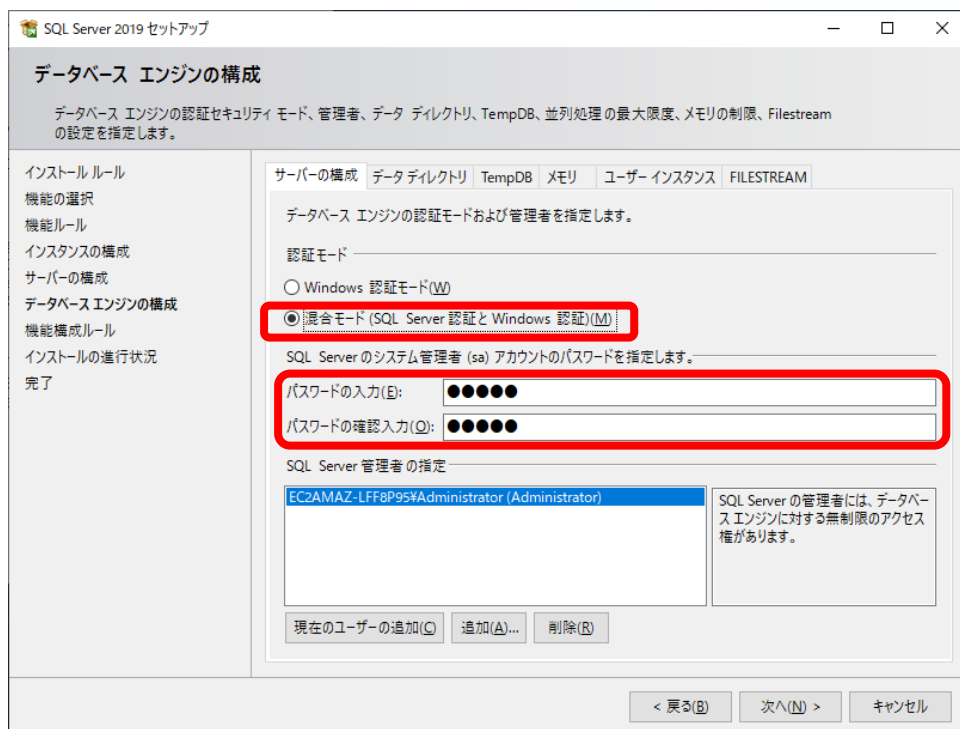 SQL Server 2019 セットアップ
データベース エンジンの構成
データベース エンジンの認証セキュリティ モード、管理者、データ ディレクトリ、TempDB、並列処理の最大限度、メモリの制限、Filestream
の設定を指定します。
インストール ルール
機能の選択
機能ルール
インスタンスの構成
サーバーの構成
データベース エンジンの構成
機能構成ルール
インストールの進行状況
完了
サーバーの構成 データ ディレクトリ TempDB メモリ ユーザー インスタンス FILESTREAM
データベース エンジンの認証モードおよび管理者を指定します。
認証モード
Windows 認証モード(W)
混合モード (SQL Server 認証と Windows 認証)(M)
SQL Server のシステム管理者 (sa) アカウントのパスワードを指定します。
パスワードの入力(E): ●●●●●
パスワードの確認入力(O): ●●●●●
SQL Server 管理者の指定
EC2AMAZ-LFF8P95¥Administrator (Administrator)
SQL Server の管理者には、データベー
ス エンジンに対する無制限のアクセス
権があります。
現在のユーザーの追加(C) 追加(A)... 削除(R)
< 戻る(B) 次へ(N) > キャンセル